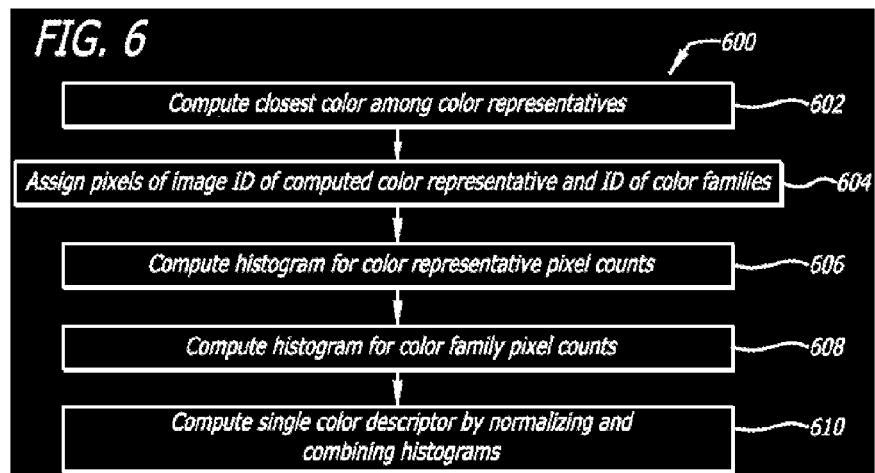 FIG. 6
600
Compute closest color among color representatives
602
Assign pixels of image ID of computed color representative and ID of color families
604
Compute histogram for color representative pixel counts
606
Compute histogram for color family pixel counts
608
Compute single color descriptor by normalizing and
combining histograms
610